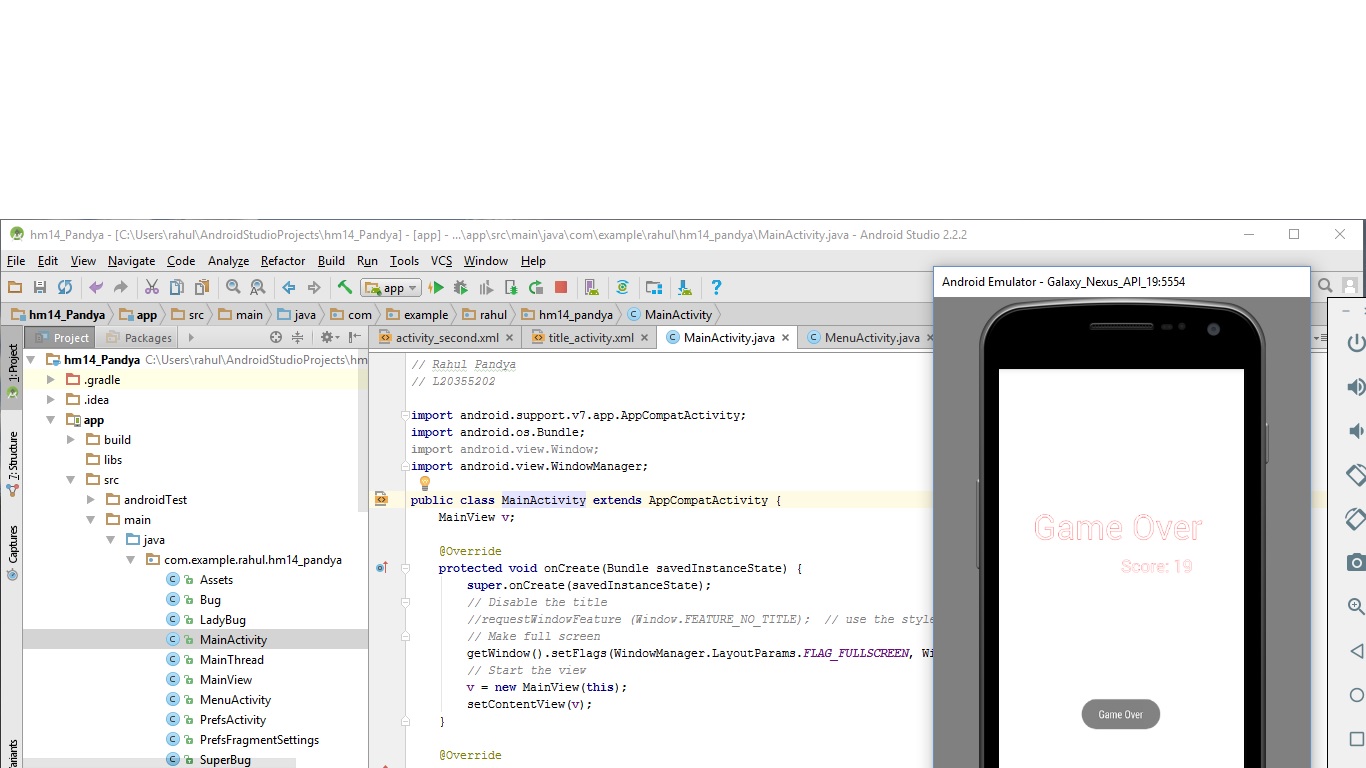 hm14_Pandya - [C:\Users\rahul\AndroidStudioProjects\hm14_Pandya] - [app] - ...\app\src\main\java\com\example\rahul\hm14_pandya\MainActivity.java - Android Studio 2.2.2
File Edit View Navigate Code Analyze Refactor Build Run Tools VCS Window Help
app
hm14_Pandya app src main java com example rahul hm14_pandya MainActivity
Project Packages
activity_second.xml title_activity.xml MainActivity.java MenuActivity.java
1: Project
7: Structure
Captures
hm14_Pandya C:\Users\rahul\AndroidStudioProjects\hm
.gradle
.idea
app
build
libs
src
androidTest
main
java
com.example.rahul.hm14_pandya
Assets
Bug
LadyBug
MainActivity
MainThread
MainView
MenuActivity
PrefsActivity
PrefsFragmentSettings
SuperBug
// Rahul Pandya
// L20355202
import android.support.v7.app.AppCompatActivity;
import android.os.Bundle;
import android.view.Window;
import android.view.WindowManager;
public class MainActivity extends AppCompatActivity {
MainView v;
@Override
protected void onCreate(Bundle savedInstanceState) {
super.onCreate(savedInstanceState);
// Disable the title
//requestWindowFeature (Window.FEATURE_NO_TITLE); // use the style
// Make full screen
getWindow().setFlags(WindowManager.LayoutParams.FLAG_FULLSCREEN, Wi
// Start the view
v = new MainView(this);
setContentView(v);
}
@Override
Android Emulator - Galaxy_Nexus_API_19:5554
Game Over
Score: 19
Game Over